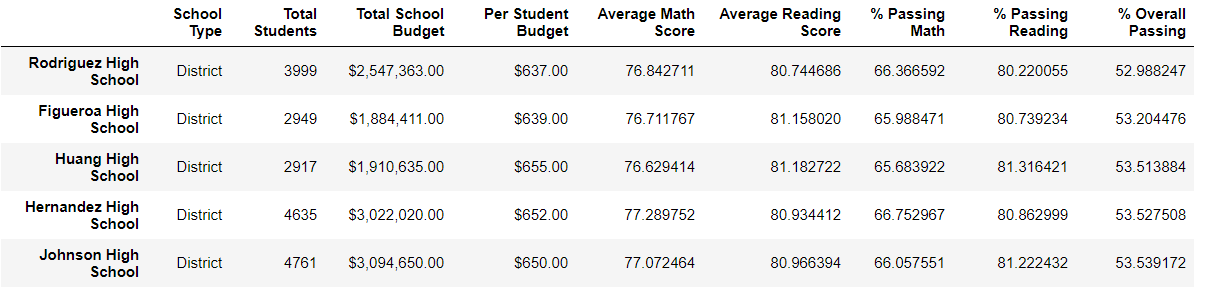 School Type Total Students Total School Budget Per Student Budget Average Math Score Average Reading Score % Passing Math % Passing Reading % Overall Passing
Rodriguez High School District 3999 $2,547,363.00 $637.00 76.842711 80.744686 66.366592 80.220055 52.988247
Figueroa High School District 2949 $1,884,411.00 $639.00 76.711767 81.158020 65.988471 80.739234 53.204476
Huang High School District 2917 $1,910,635.00 $655.00 76.629414 81.182722 65.683922 81.316421 53.513884
Hernandez High School District 4635 $3,022,020.00 $652.00 77.289752 80.934412 66.752967 80.862999 53.527508
Johnson High School District 4761 $3,094,650.00 $650.00 77.072464 80.966394 66.057551 81.222432 53.539172